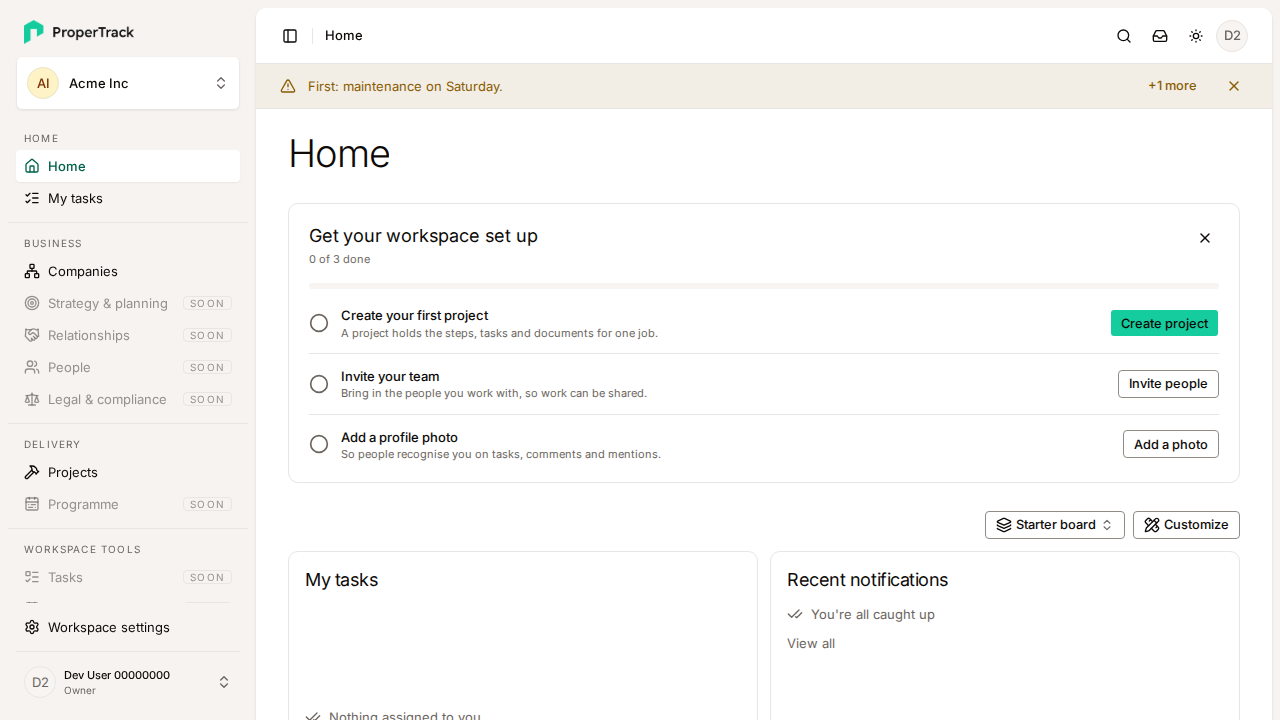 ProperTrack
Home
D2
AI
Acme Inc
First: maintenance on Saturday.
+1 more
HOME
Home
My tasks
BUSINESS
Companies
Strategy & planning SOON
Relationships SOON
People SOON
Legal & compliance SOON
DELIVERY
Projects
Programme SOON
WORKSPACE TOOLS
Tasks SOON
Workspace settings
D2
Dev User 00000000
Owner
Home
Get your workspace set up
0 of 3 done
Create your first project
A project holds the steps, tasks and documents for one job.
Create project
Invite your team
Bring in the people you work with, so work can be shared.
Invite people
Add a profile photo
So people recognise you on tasks, comments and mentions.
Add a photo
Starter board
Customize
My tasks
Nothing assigned to you
Recent notifications
You're all caught up
View all